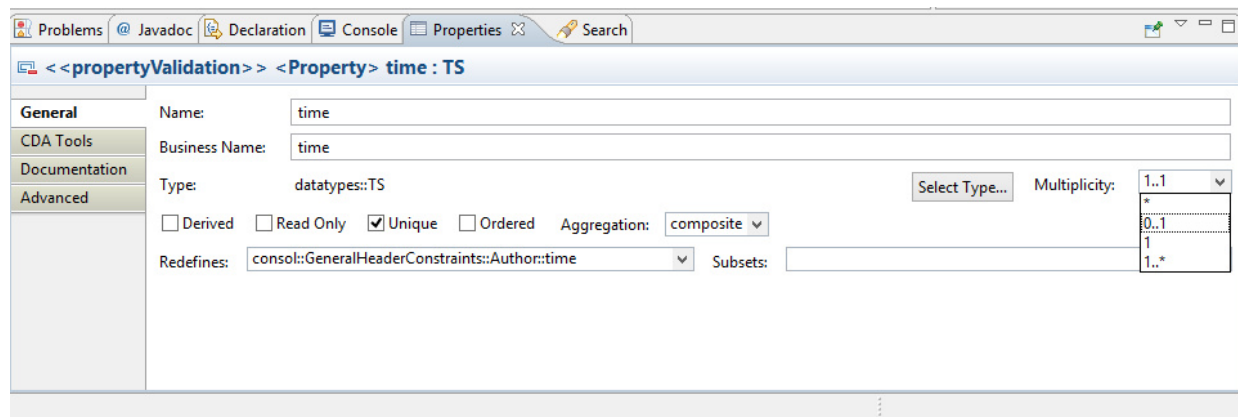 Problems @ Javadoc Declaration Console Properties Search
<<propertyValidation>> <Property> time : TS
General Name: time
CDA Tools Business Name: time
Documentation
Type: datatypes::TS Select Type... Multiplicity: 1..1
Advanced
*
Derived Read Only Unique Ordered Aggregation: composite 0..1
1
Redefines: consol::GeneralHeaderConstraints::Author::time Subsets: 1..*